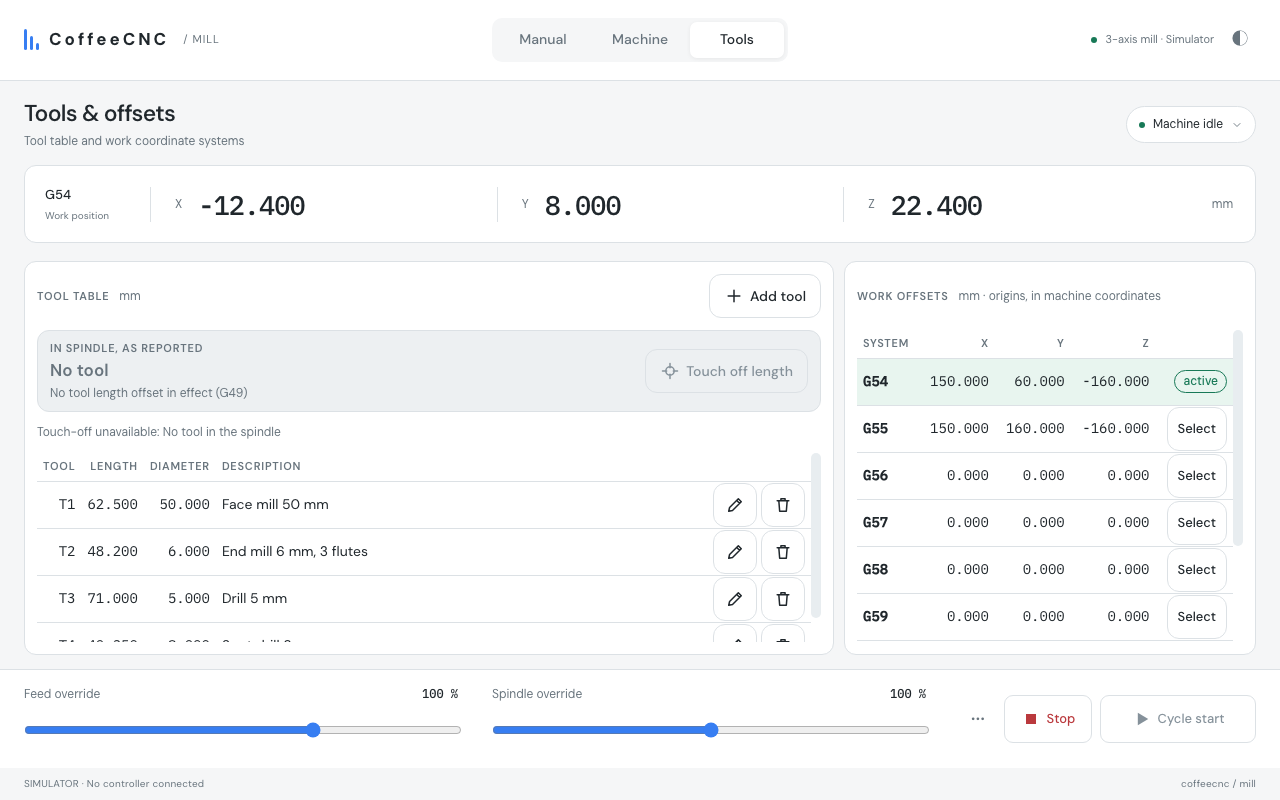 CoffeeCNC / MILL
Manual Machine Tools
3-axis mill · Simulator
Tools & offsets
Tool table and work coordinate systems
Machine idle
G54
Work position
X -12.400 Y 8.000 Z 22.400 mm
TOOL TABLE mm
Add tool
IN SPINDLE, AS REPORTED
No tool
No tool length offset in effect (G49)
Touch off length
Touch-off unavailable: No tool in the spindle
TOOL LENGTH DIAMETER DESCRIPTION
T1 62.500 50.000 Face mill 50 mm
T2 48.200 6.000 End mill 6 mm, 3 flutes
T3 71.000 5.000 Drill 5 mm
WORK OFFSETS mm · origins, in machine coordinates
SYSTEM X Y Z
G54 150.000 60.000 -160.000 active
G55 150.000 160.000 -160.000 Select
G56 0.000 0.000 0.000 Select
G57 0.000 0.000 0.000 Select
G58 0.000 0.000 0.000 Select
G59 0.000 0.000 0.000 Select
Feed override 100 %
Spindle override 100 %
... Stop Cycle start
SIMULATOR · No controller connected
coffeecnc / mill